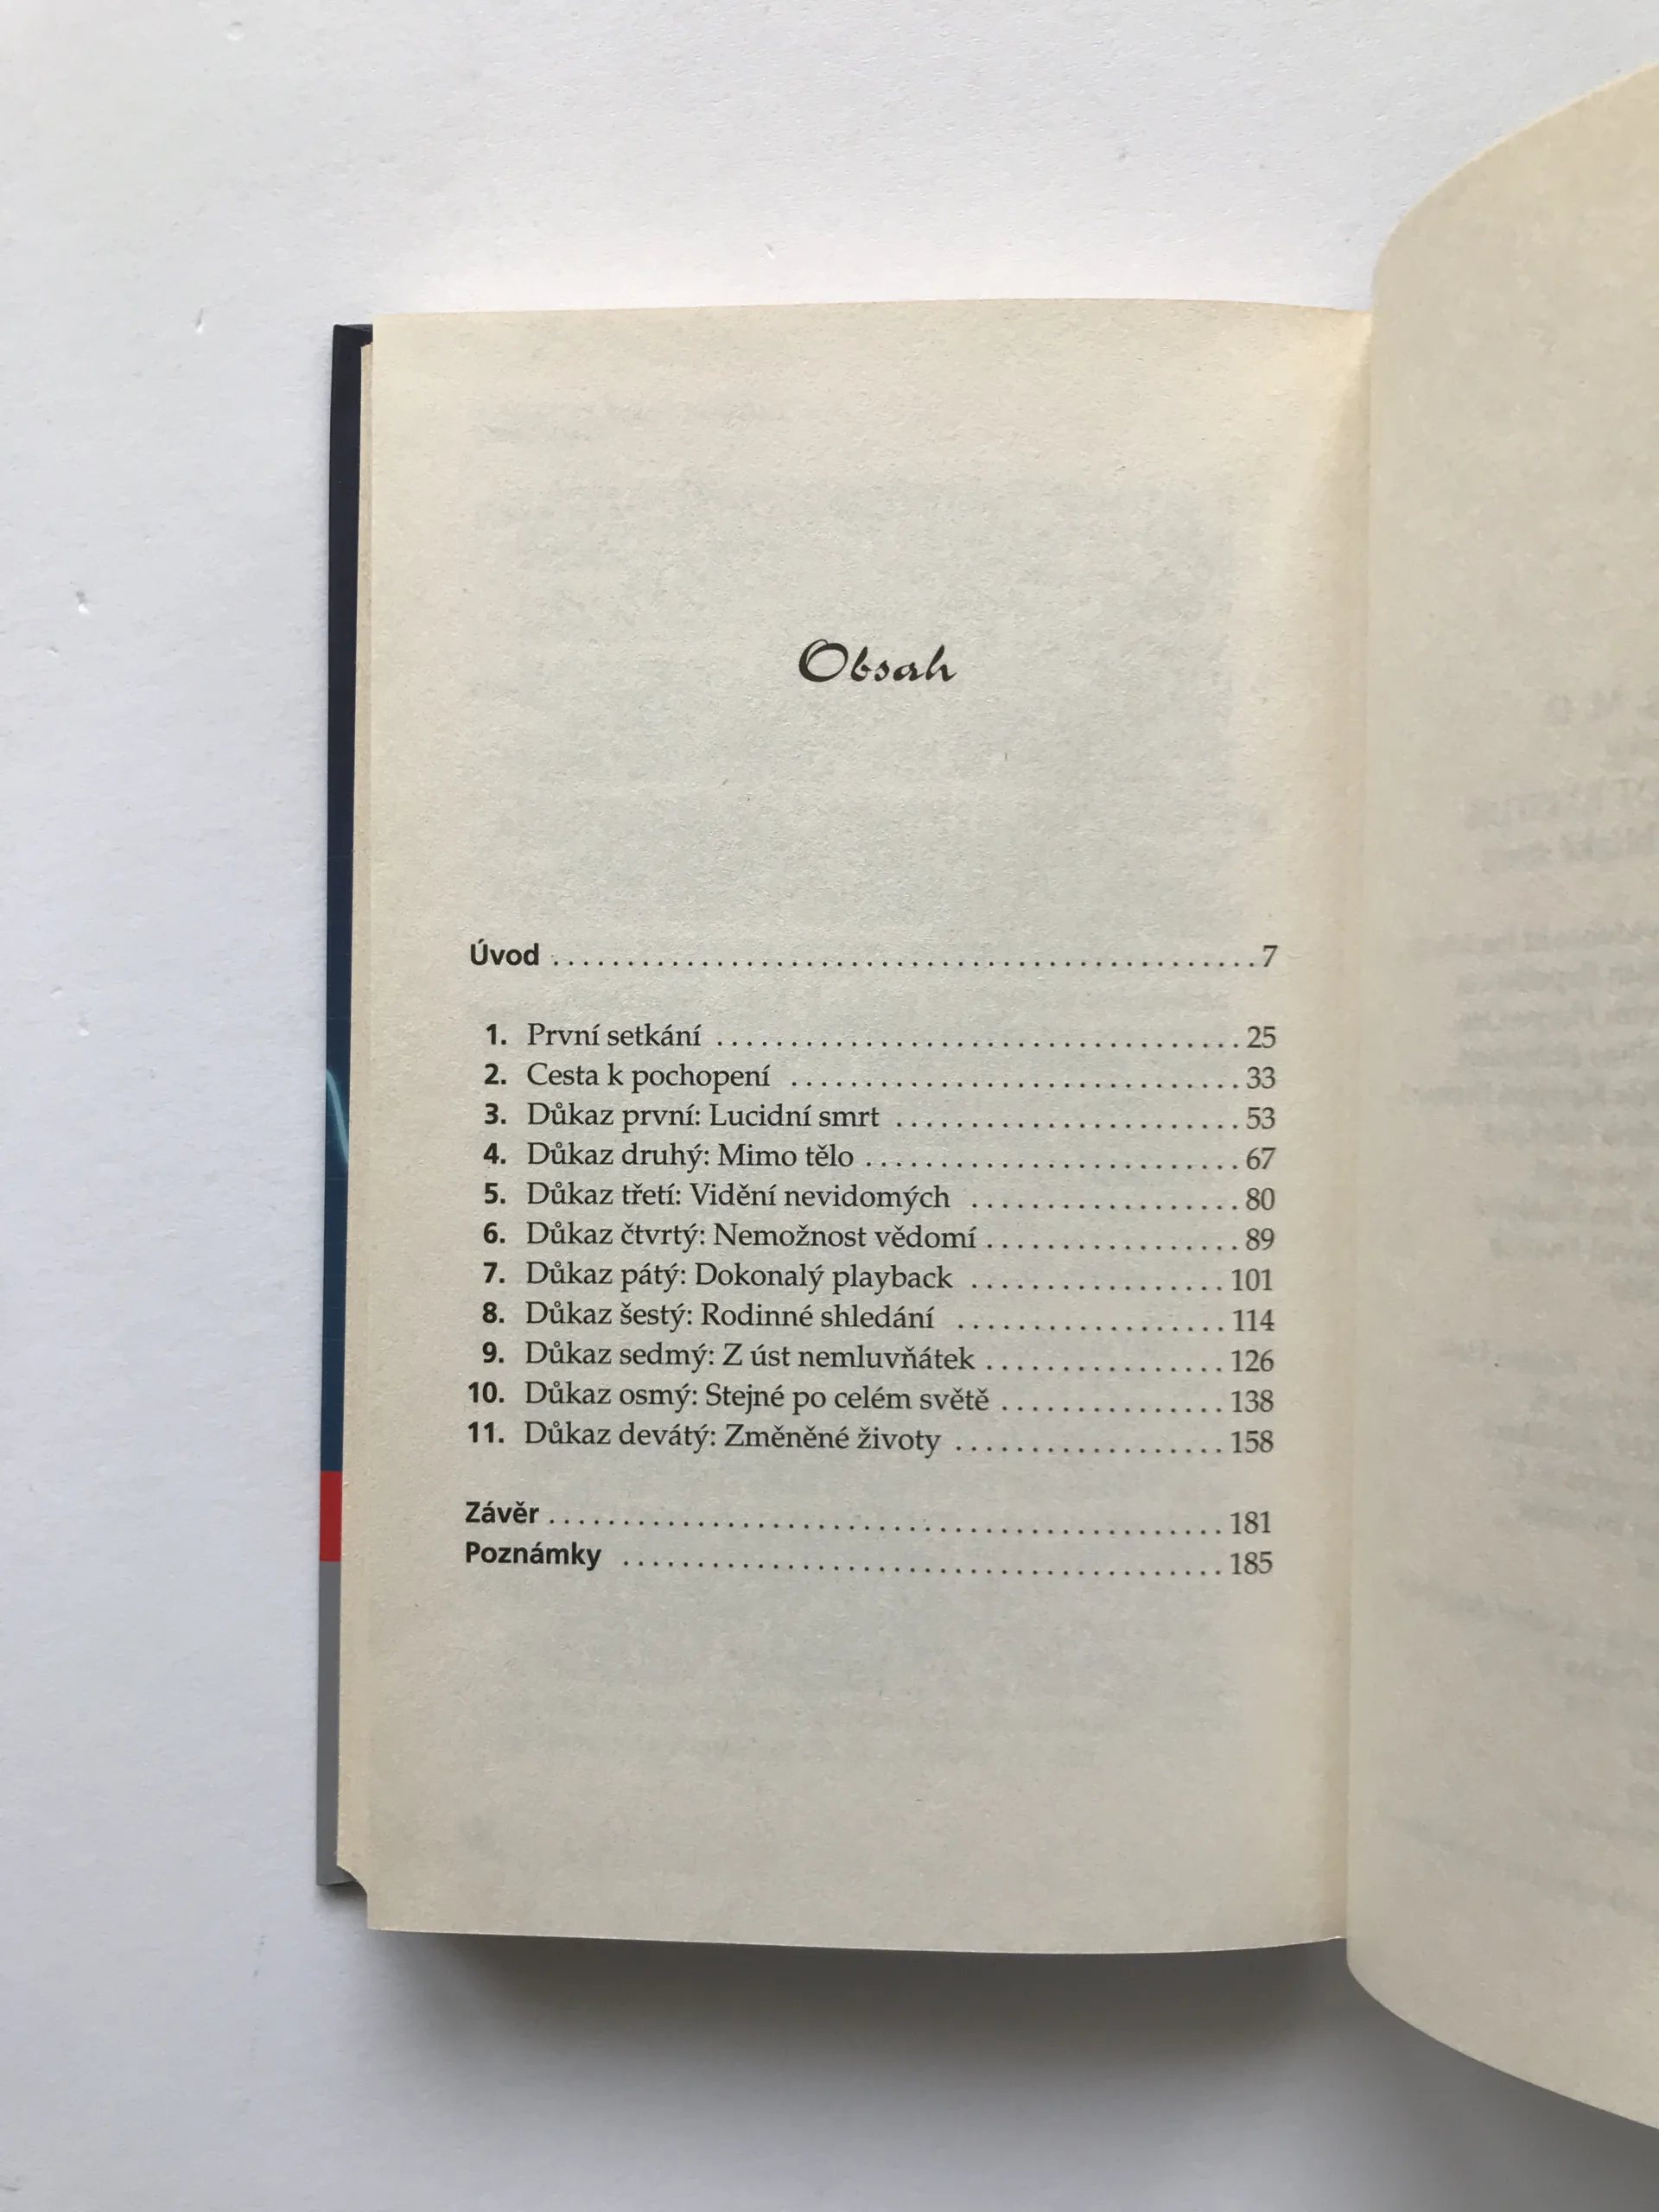 Obsah
Úvod . . . . . . . . . . . . . . . . . . . . . . . . . . . . . . . . . . . . . . . . . . . . . . . . 7
1. První setkání . . . . . . . . . . . . . . . . . . . . . . . . . . . . . . . . . . . . 25
2. Cesta k pochopení . . . . . . . . . . . . . . . . . . . . . . . . . . . . . . . 33
3. Důkaz první: Lucidní smrt . . . . . . . . . . . . . . . . . . . . . . . . 53
4. Důkaz druhý: Mimo tělo . . . . . . . . . . . . . . . . . . . . . . . . . . 67
5. Důkaz třetí: Vidění nevidomých . . . . . . . . . . . . . . . . . . . 80
6. Důkaz čtvrtý: Nemožnost vědomí . . . . . . . . . . . . . . . . . . 89
7. Důkaz pátý: Dokonalý playback . . . . . . . . . . . . . . . . . . 101
8. Důkaz šestý: Rodinné shledání . . . . . . . . . . . . . . . . . . . 114
9. Důkaz sedmý: Z úst nemluvňátek . . . . . . . . . . . . . . . . . 126
10. Důkaz osmý: Stejné po celém světě . . . . . . . . . . . . . . . . 138
11. Důkaz devátý: Změněné životy . . . . . . . . . . . . . . . . . . . 158
Závěr . . . . . . . . . . . . . . . . . . . . . . . . . . . . . . . . . . . . . . . . . . . . . . 181
Poznámky . . . . . . . . . . . . . . . . . . . . . . . . . . . . . . . . . . . . . . . . . 185